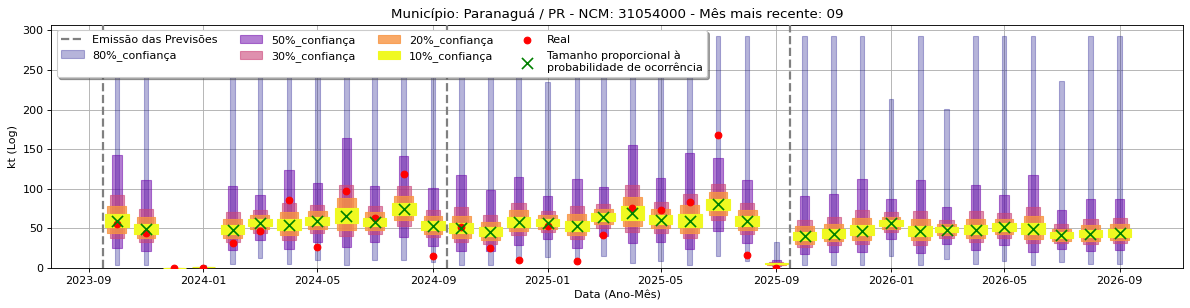 Município: Paranaguá / PR - NCM: 31054000 - Mês mais recente: 09
Emissão das Previsões
80%_confiança
50%_confiança
30%_confiança
20%_confiança
10%_confiança
Real
Tamanho proporcional à
probabilidade de ocorrência
kt (Log)
300
250
200
150
100
50
0
2023-09
2024-01
2024-05
2024-09
2025-01
2025-05
2025-09
2026-01
2026-05
2026-09
Data (Ano-Mês)